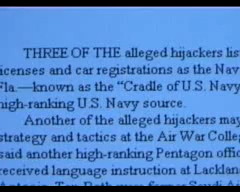 THREE OF THE alleged hijackers lis
licenses and car registrations as the Nav
Fla.—known as the “Cradle of U.S. Navy
high-ranking U.S. Navy source.
Another of the alleged hijackers may
strategy and tactics at the Air War Colleg
said another high-ranking Pentagon offic
received language instruction at Lacklan